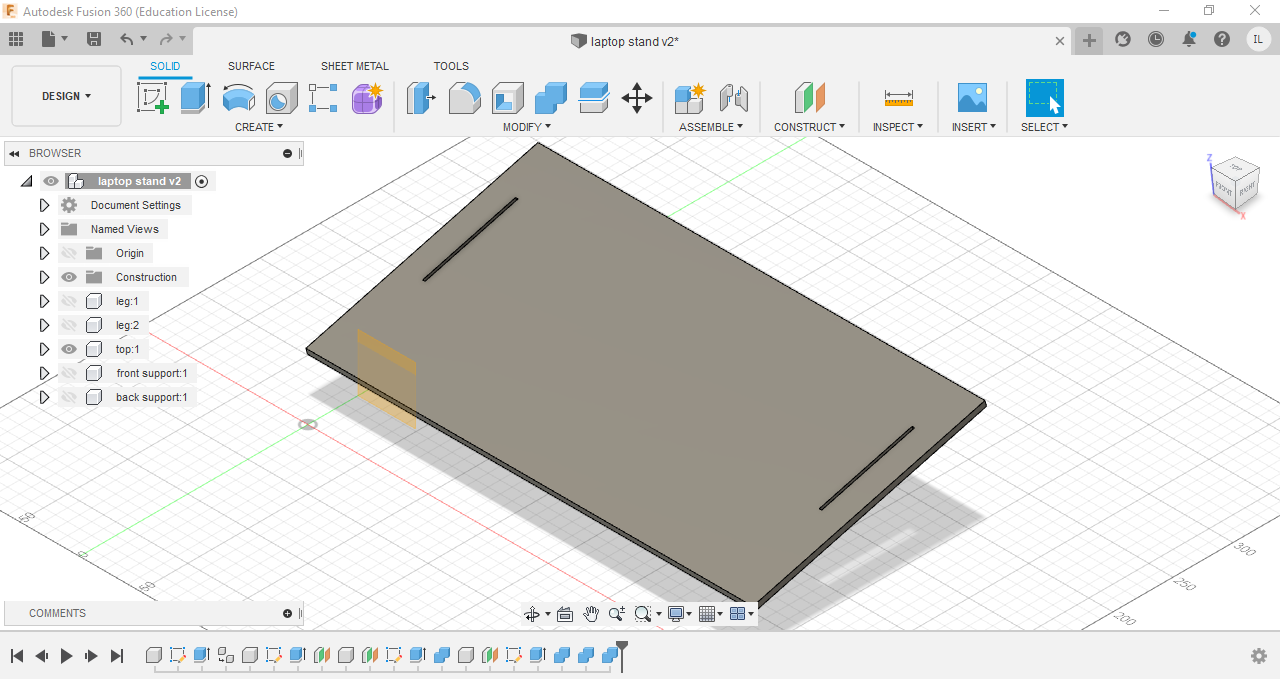 F Autodesk Fusion 360 (Education License)
laptop stand v2*
IL
DESIGN
SOLID SURFACE SHEET METAL TOOLS
CREATE MODIFY ASSEMBLE CONSTRUCT INSPECT INSERT SELECT
BROWSER
laptop stand v2
Document Settings
Named Views
Origin
Construction
leg:1
leg:2
top:1
front support:1
back support:1
Z
TOP
FRONT RIGHT
X
50
0
50
300
250
200
COMMENTS